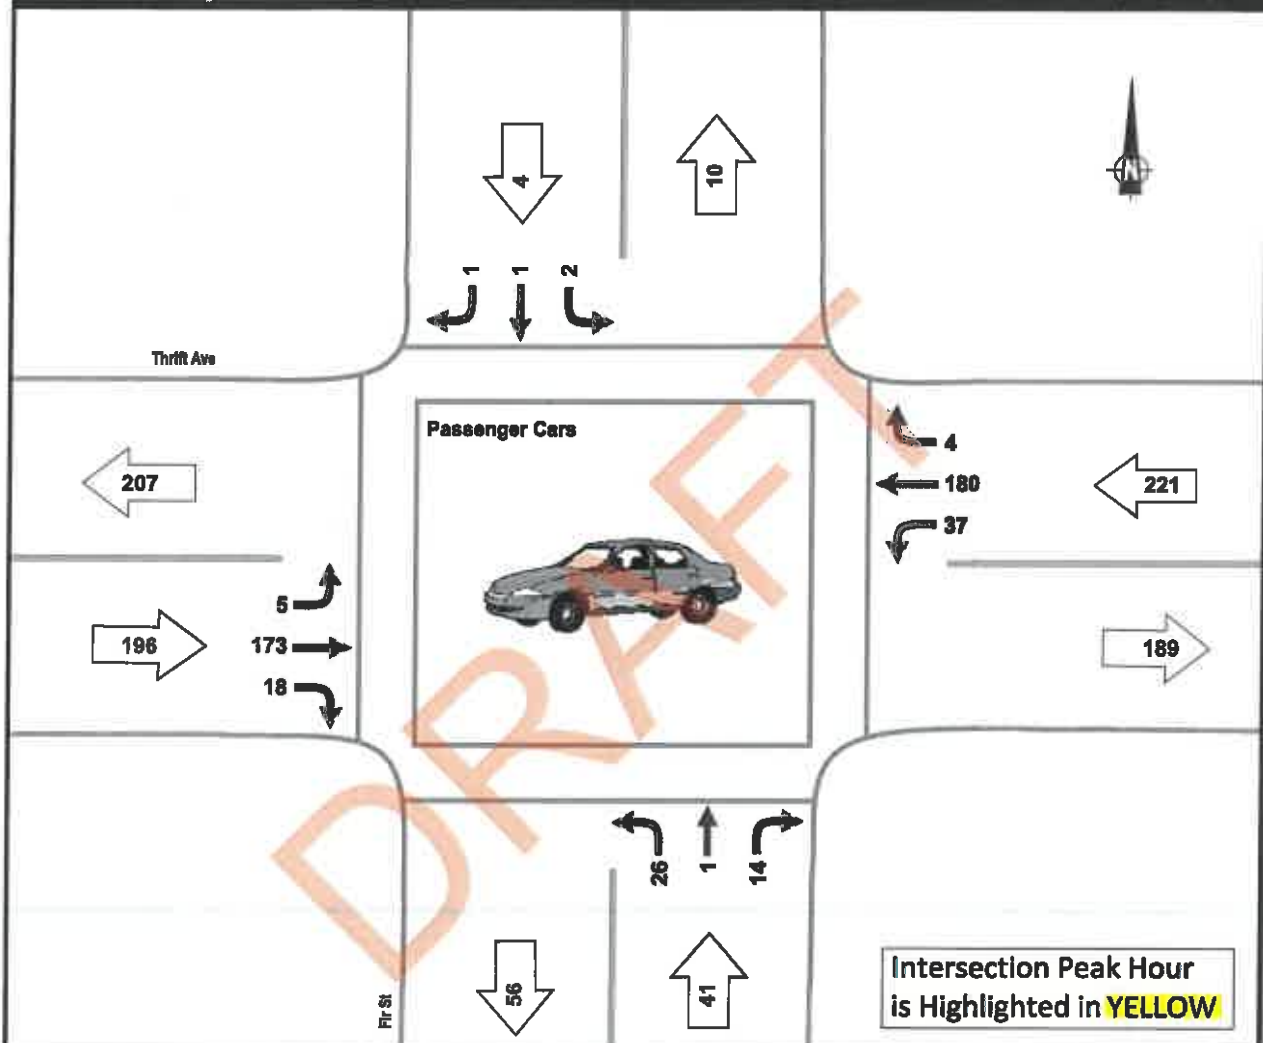 4
10
1 1 2
Thrift Ave
Passenger Cars
4
207
180
221
37
5
196
173
189
18
DRAFT
26 1 14
Intersection Peak Hour
is Highlighted in YELLOW
Fir St
56
41
N